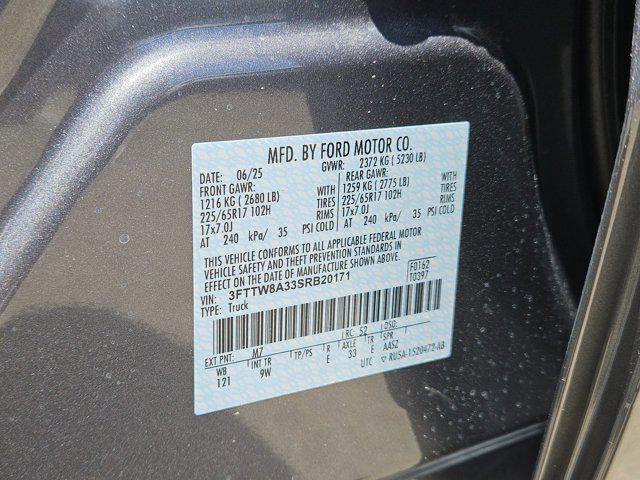 MFD. BY FORD MOTOR CO.
DATE: 06/25 GVWR: 2372 KG ( 5230 LB)
FRONT GAWR: REAR GAWR:
1216 KG ( 2680 LB) WITH 1259 KG ( 2775 LB) WITH
225/65R17 102H TIRES 225/65R17 102H TIRES
17x7.0J RIMS 17x7.0J RIMS
AT 240 kPa/ 35 PSI COLD AT 240 kPa/ 35 PSI COLD
THIS VEHICLE CONFORMS TO ALL APPLICABLE FEDERAL MOTOR
VEHICLE SAFETY AND THEFT PREVENTION STANDARDS IN
EFFECT ON THE DATE OF MANUFACTURE SHOWN ABOVE.
VIN: 3FTTW8A33SRB20171 F0162
TYPE: Truck T0397
RC: 52 DSO:
EXT PNT: M7 TP/PS R AXLE TR SPR
WB INT TR E 33 E AASZ
121 9W UTC RUSA-1520472-AB